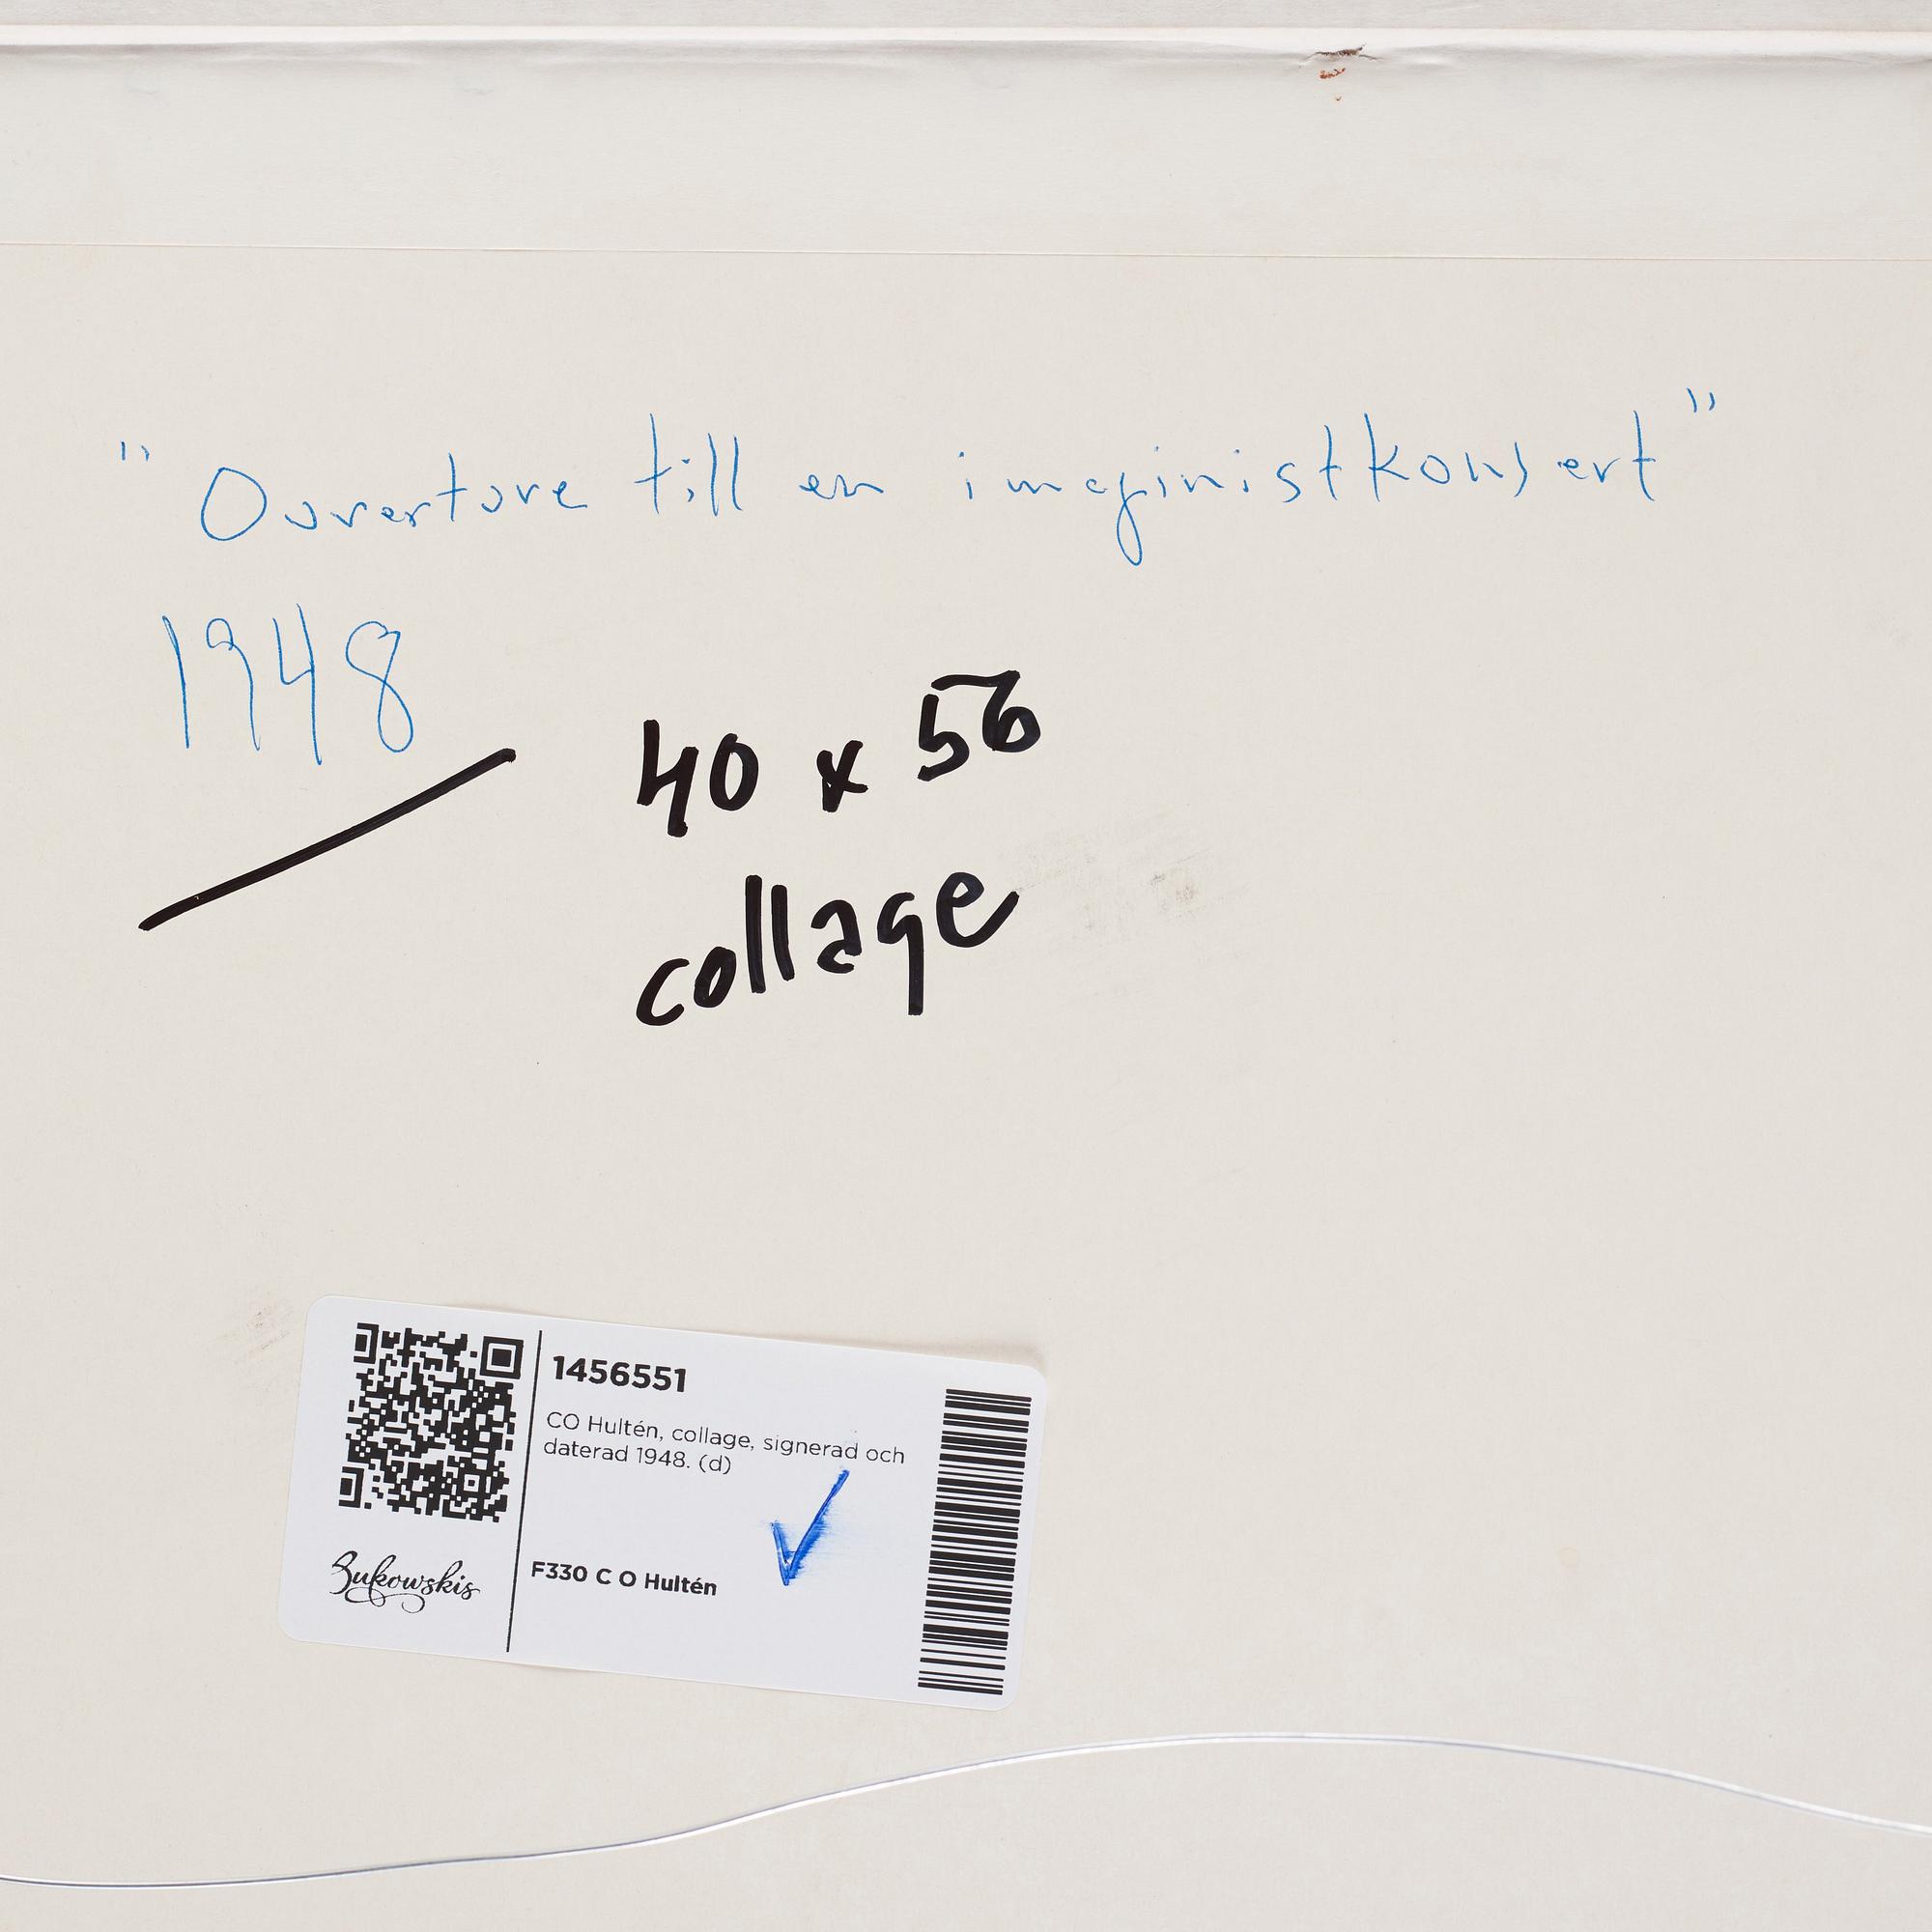 "Ouverture till en imaginistkonsert"
1948
40 x 56
collage
1456551
CO Hultén, collage, signerad och
daterad 1948. (d)
F330 C O Hultén
Bukowskis